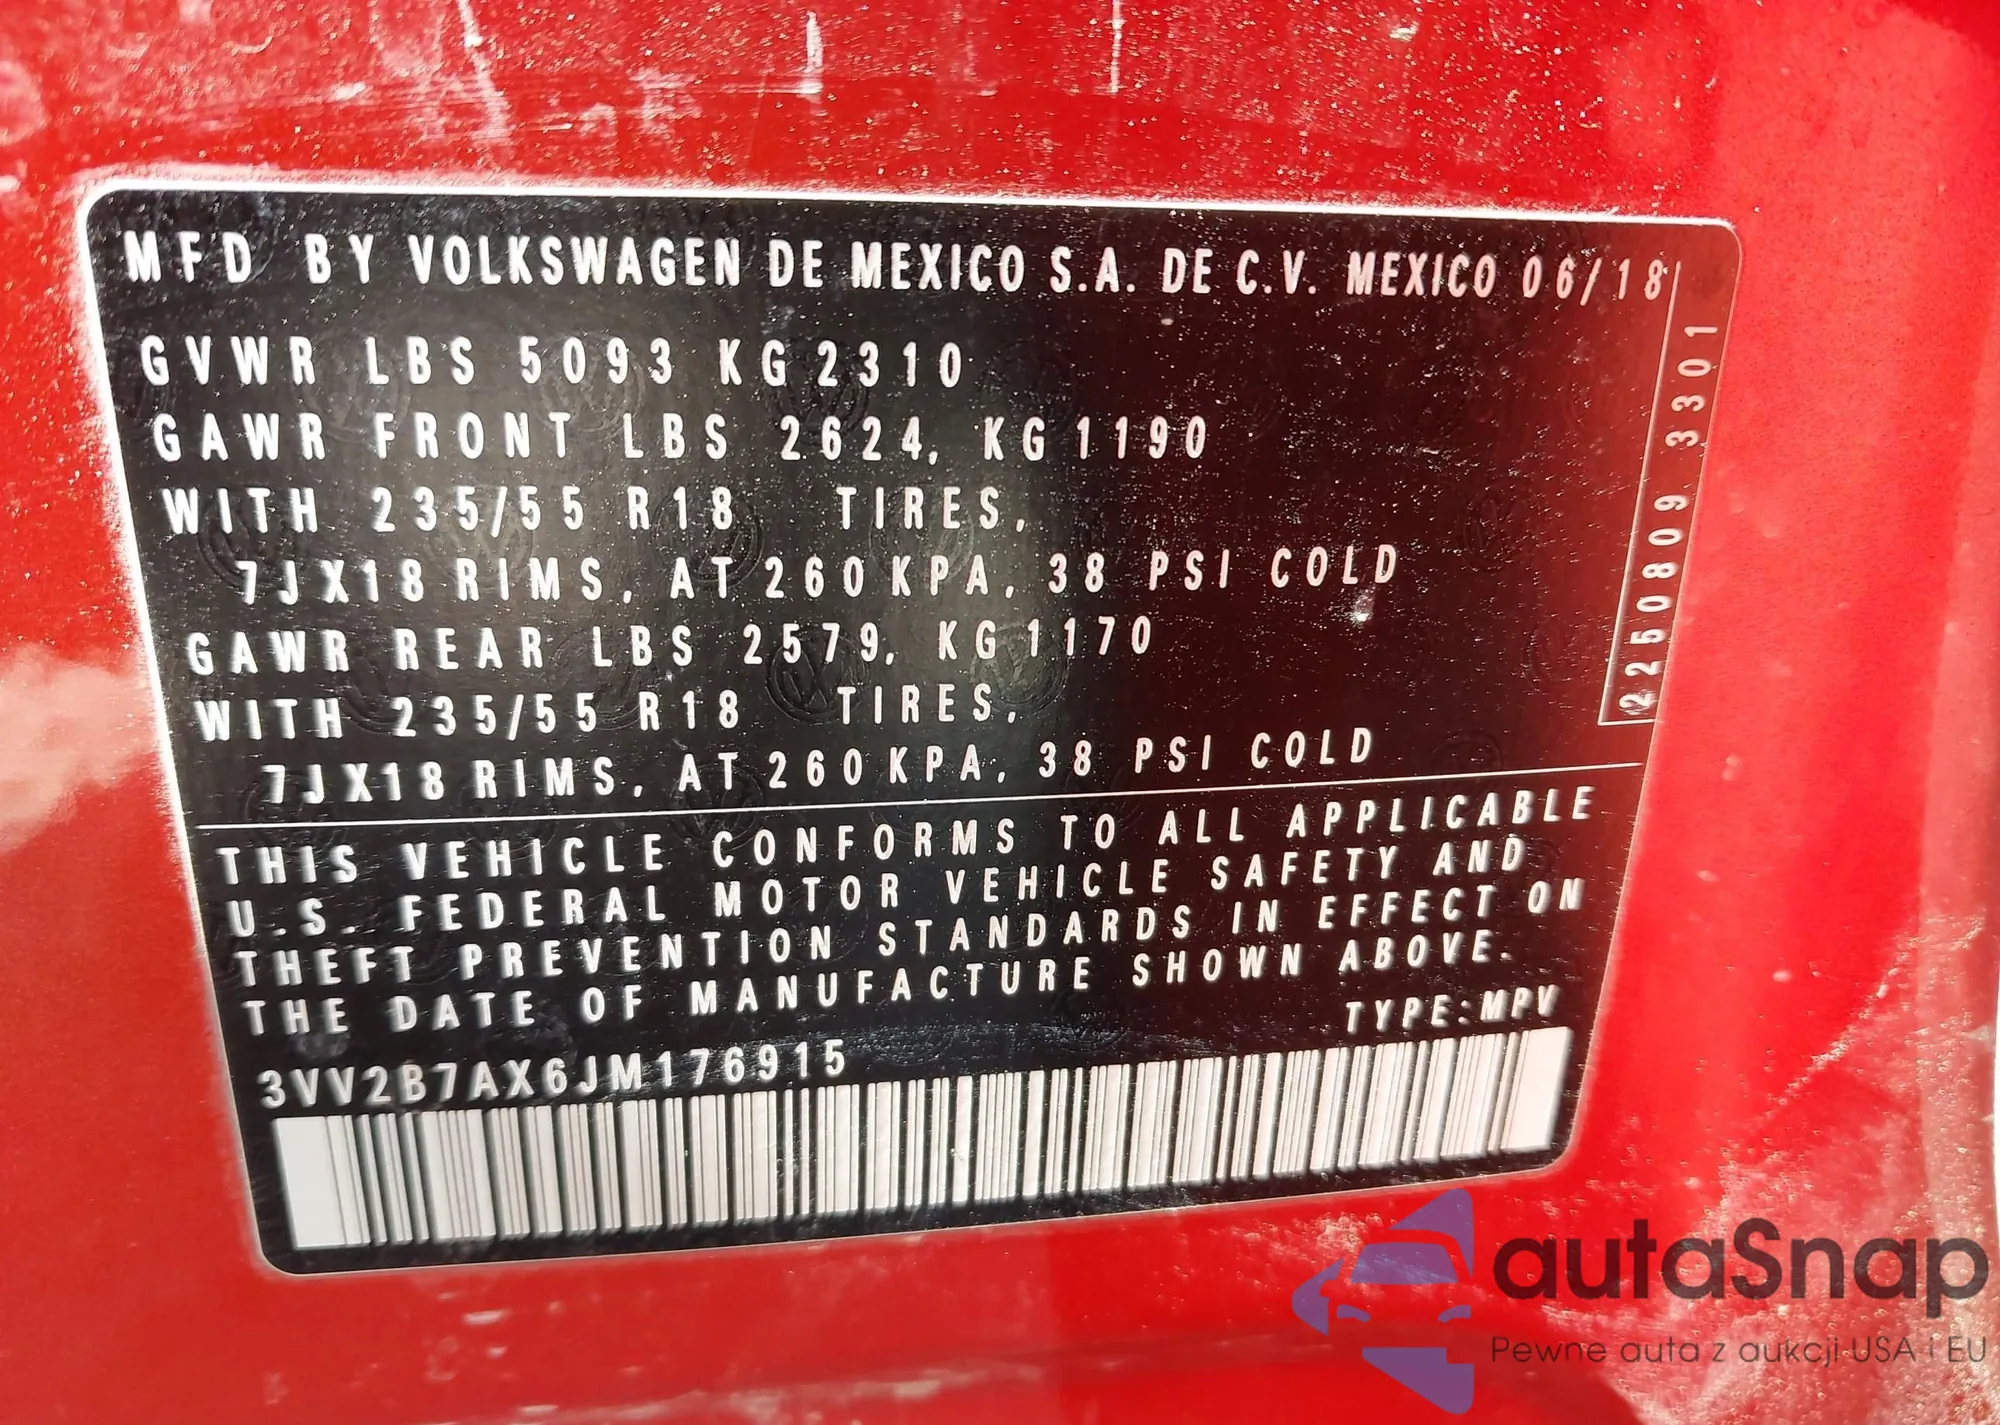 MFD BY VOLKSWAGEN DE MEXICO S.A. DE C.V. MEXICO 06/18
GVWR LBS 5093 KG 2310
GAWR FRONT LBS 2624, KG 1190
WITH 235/55 R18 TIRES,
7JX18 RIMS, AT 260 KPA, 38 PSI COLD
GAWR REAR LBS 2579, KG 1170
WITH 235/55 R18 TIRES,
7JX18 RIMS, AT 260 KPA, 38 PSI COLD
2250809 3301
THIS VEHICLE CONFORMS TO ALL APPLICABLE
U.S. FEDERAL MOTOR VEHICLE SAFETY AND
THEFT PREVENTION STANDARDS IN EFFECT ON
THE DATE OF MANUFACTURE SHOWN ABOVE.
TYPE:MPV
3VV2B7AX6JM176915
autaSnap
Pewne auta z aukcji USA i EU